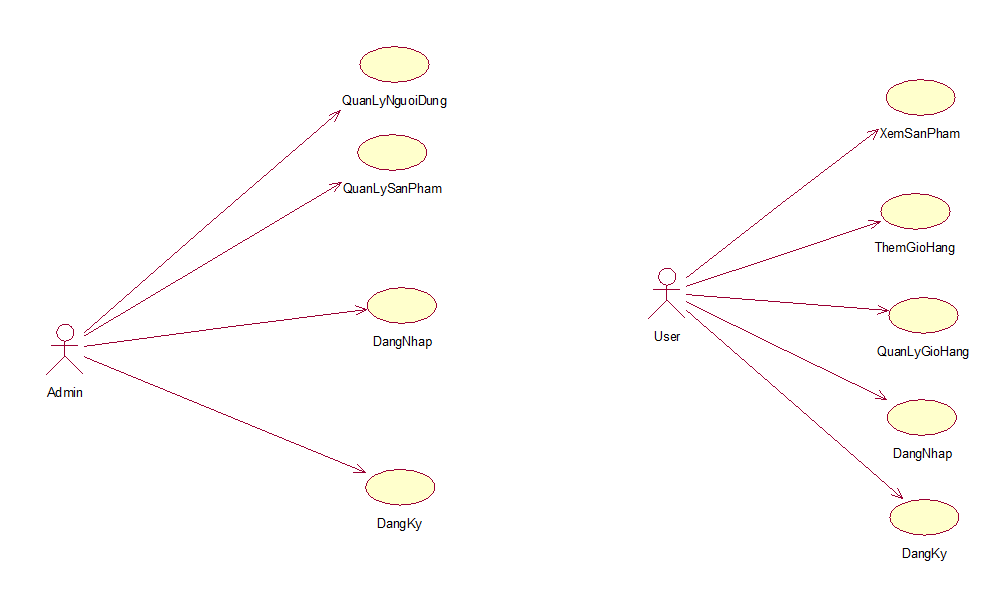 QuanLyNguoiDung
QuanLySanPham
DangNhap
Admin
DangKy
XemSanPham
ThemGioHang
User
QuanLyGioHang
DangNhap
DangKy